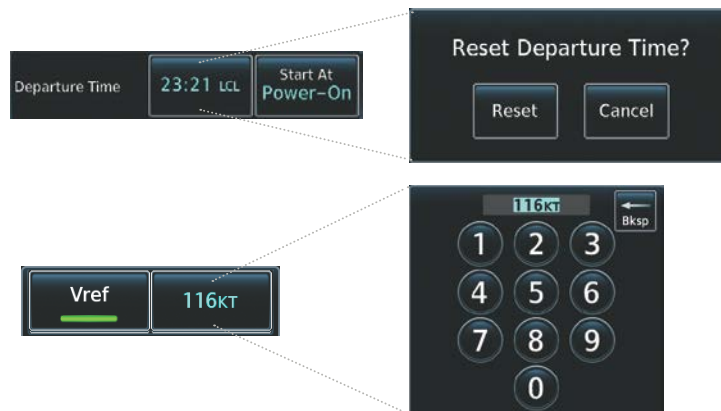 Reset Departure Time?
Departure Time
23:21 LCL
Start At
Power-On
Reset
Cancel
116KT
Bksp
1 2 3
Vref
116KT
4 5 6
7 8 9
0